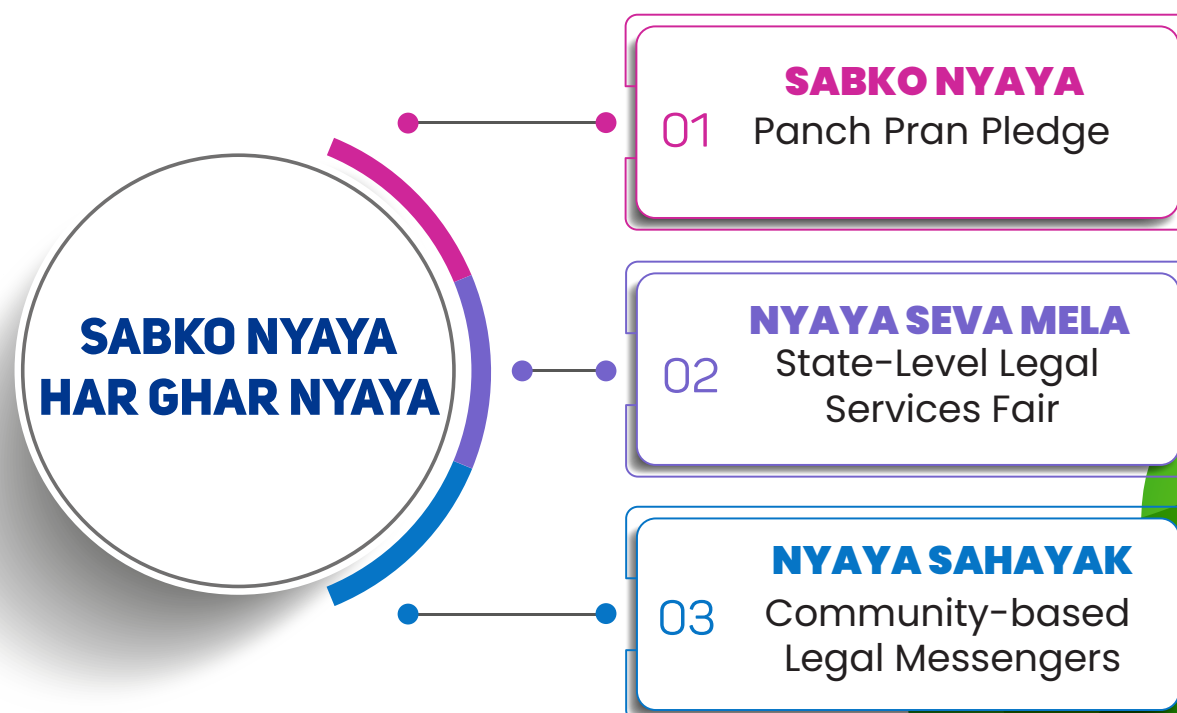 SABKO NYAYA
HAR GHAR NYAYA
01
SABKO NYAYA
Panch Pran Pledge
02
NYAYA SEVA MELA
State-Level Legal
Services Fair
03
NYAYA SAHAYAK
Community-based
Legal Messengers